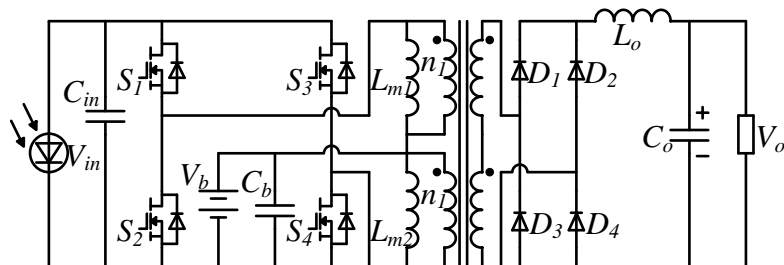 L_o
S_1
S_3
L_m1
n_1
D_1
D_2
C_in
V_in
C_o
+
V_o
V_b
C_b
n_1
S_2
S_4
L_m2
D_3
D_4